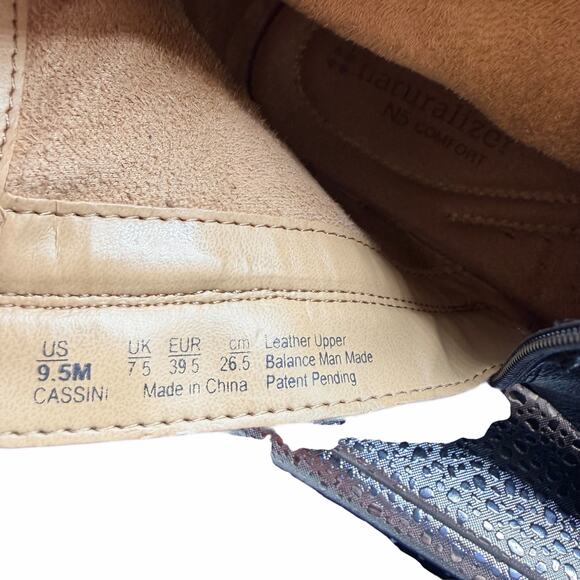 naturalizer
N5 COMFORT
US UK EUR cm Leather Upper
9.5M 7.5 39.5 26.5 Balance Man Made
CASSINI Made in China Patent Pending